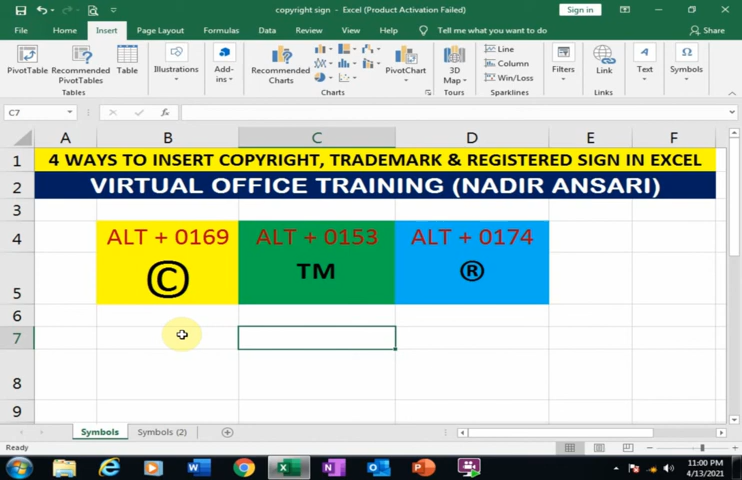 copyright sign - Excel (Product Activation Failed)
Sign in
File Home Insert Page Layout Formulas Data Review View Help Tell me what you want to do Share
PivotTable Recommended PivotTables Table Illustrations Add-ins Recommended Charts PivotChart 3D Map Line Column Win/Loss Filters Link Text Symbols
Tables Charts Tours Sparklines Filters Links
C7 fx
A B C D E F
1 4 WAYS TO INSERT COPYRIGHT, TRADEMARK & REGISTERED SIGN IN EXCEL
2 VIRTUAL OFFICE TRAINING (NADIR ANSARI)
3
4 ALT + 0169 ALT + 0153 ALT + 0174
5 © ™ ®
6
7
8
9
Symbols Symbols (2)
Ready
11:00 PM
4/13/2021